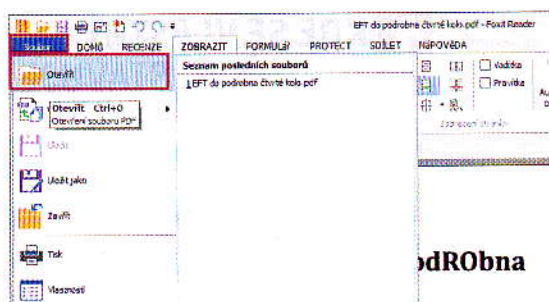 EFT do podrobna čtvrté kolo.pdf - Foxit Reader
DOMŮ RECENZE ZOBRAZIT FORMULÁŘ PROTECT SDÍLET NÁPOVĚDA
Otevřít
Seznam posledních souborů
1 EFT do podrobna čtvrté kolo.pdf
Vodítka
Pravítka
Otevřít Ctrl+O
Otevření souboru PDF
Uložit
Uložit jako
Zavřít
Tisk
Vlastnosti
odRObna